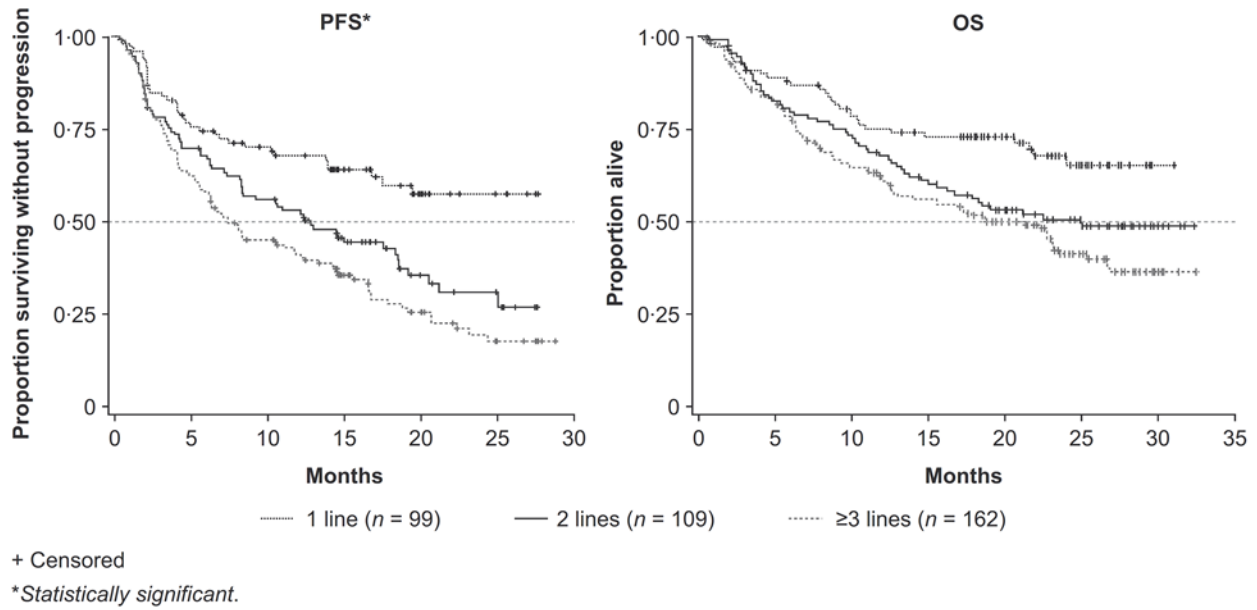 PFS*
Proportion surviving without progression
1·00
0·75
0·50
0·25
0
0 5 10 15 20 25 30
Months
OS
Proportion alive
1·00
0·75
0·50
0·25
0
0 5 10 15 20 25 30 35
Months
1 line (n = 99) 2 lines (n = 109) ≥3 lines (n = 162)
+ Censored
*Statistically significant.